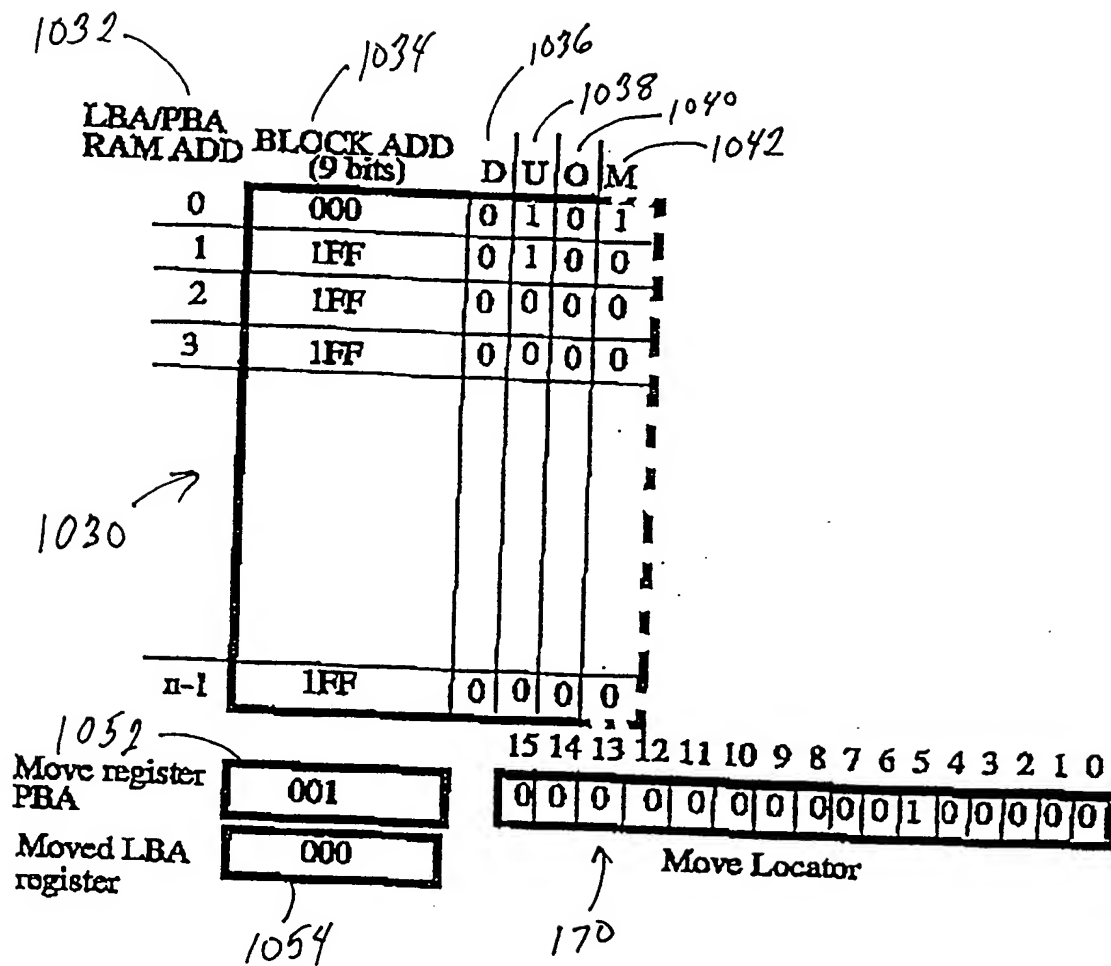 1032 1034 1036
1038
1040
1042
LBA/PBA
RAM ADD
BLOCK ADD
(9 bits)
D U O M
0 000 0 1 0 1
1 1FF 0 1 0 0
2 1FF 0 0 0 0
3 1FF 0 0 0 0
1030
n-1 1FF 0 0 0 0
1052
15 14 13 12 11 10 9 8 7 6 5 4 3 2 1 0
Move register
PBA
001
0 0 0 0 0 0 0 0 0 0 1 0 0 0 0 0
Moved LBA
register
000
Move Locator
1054 170